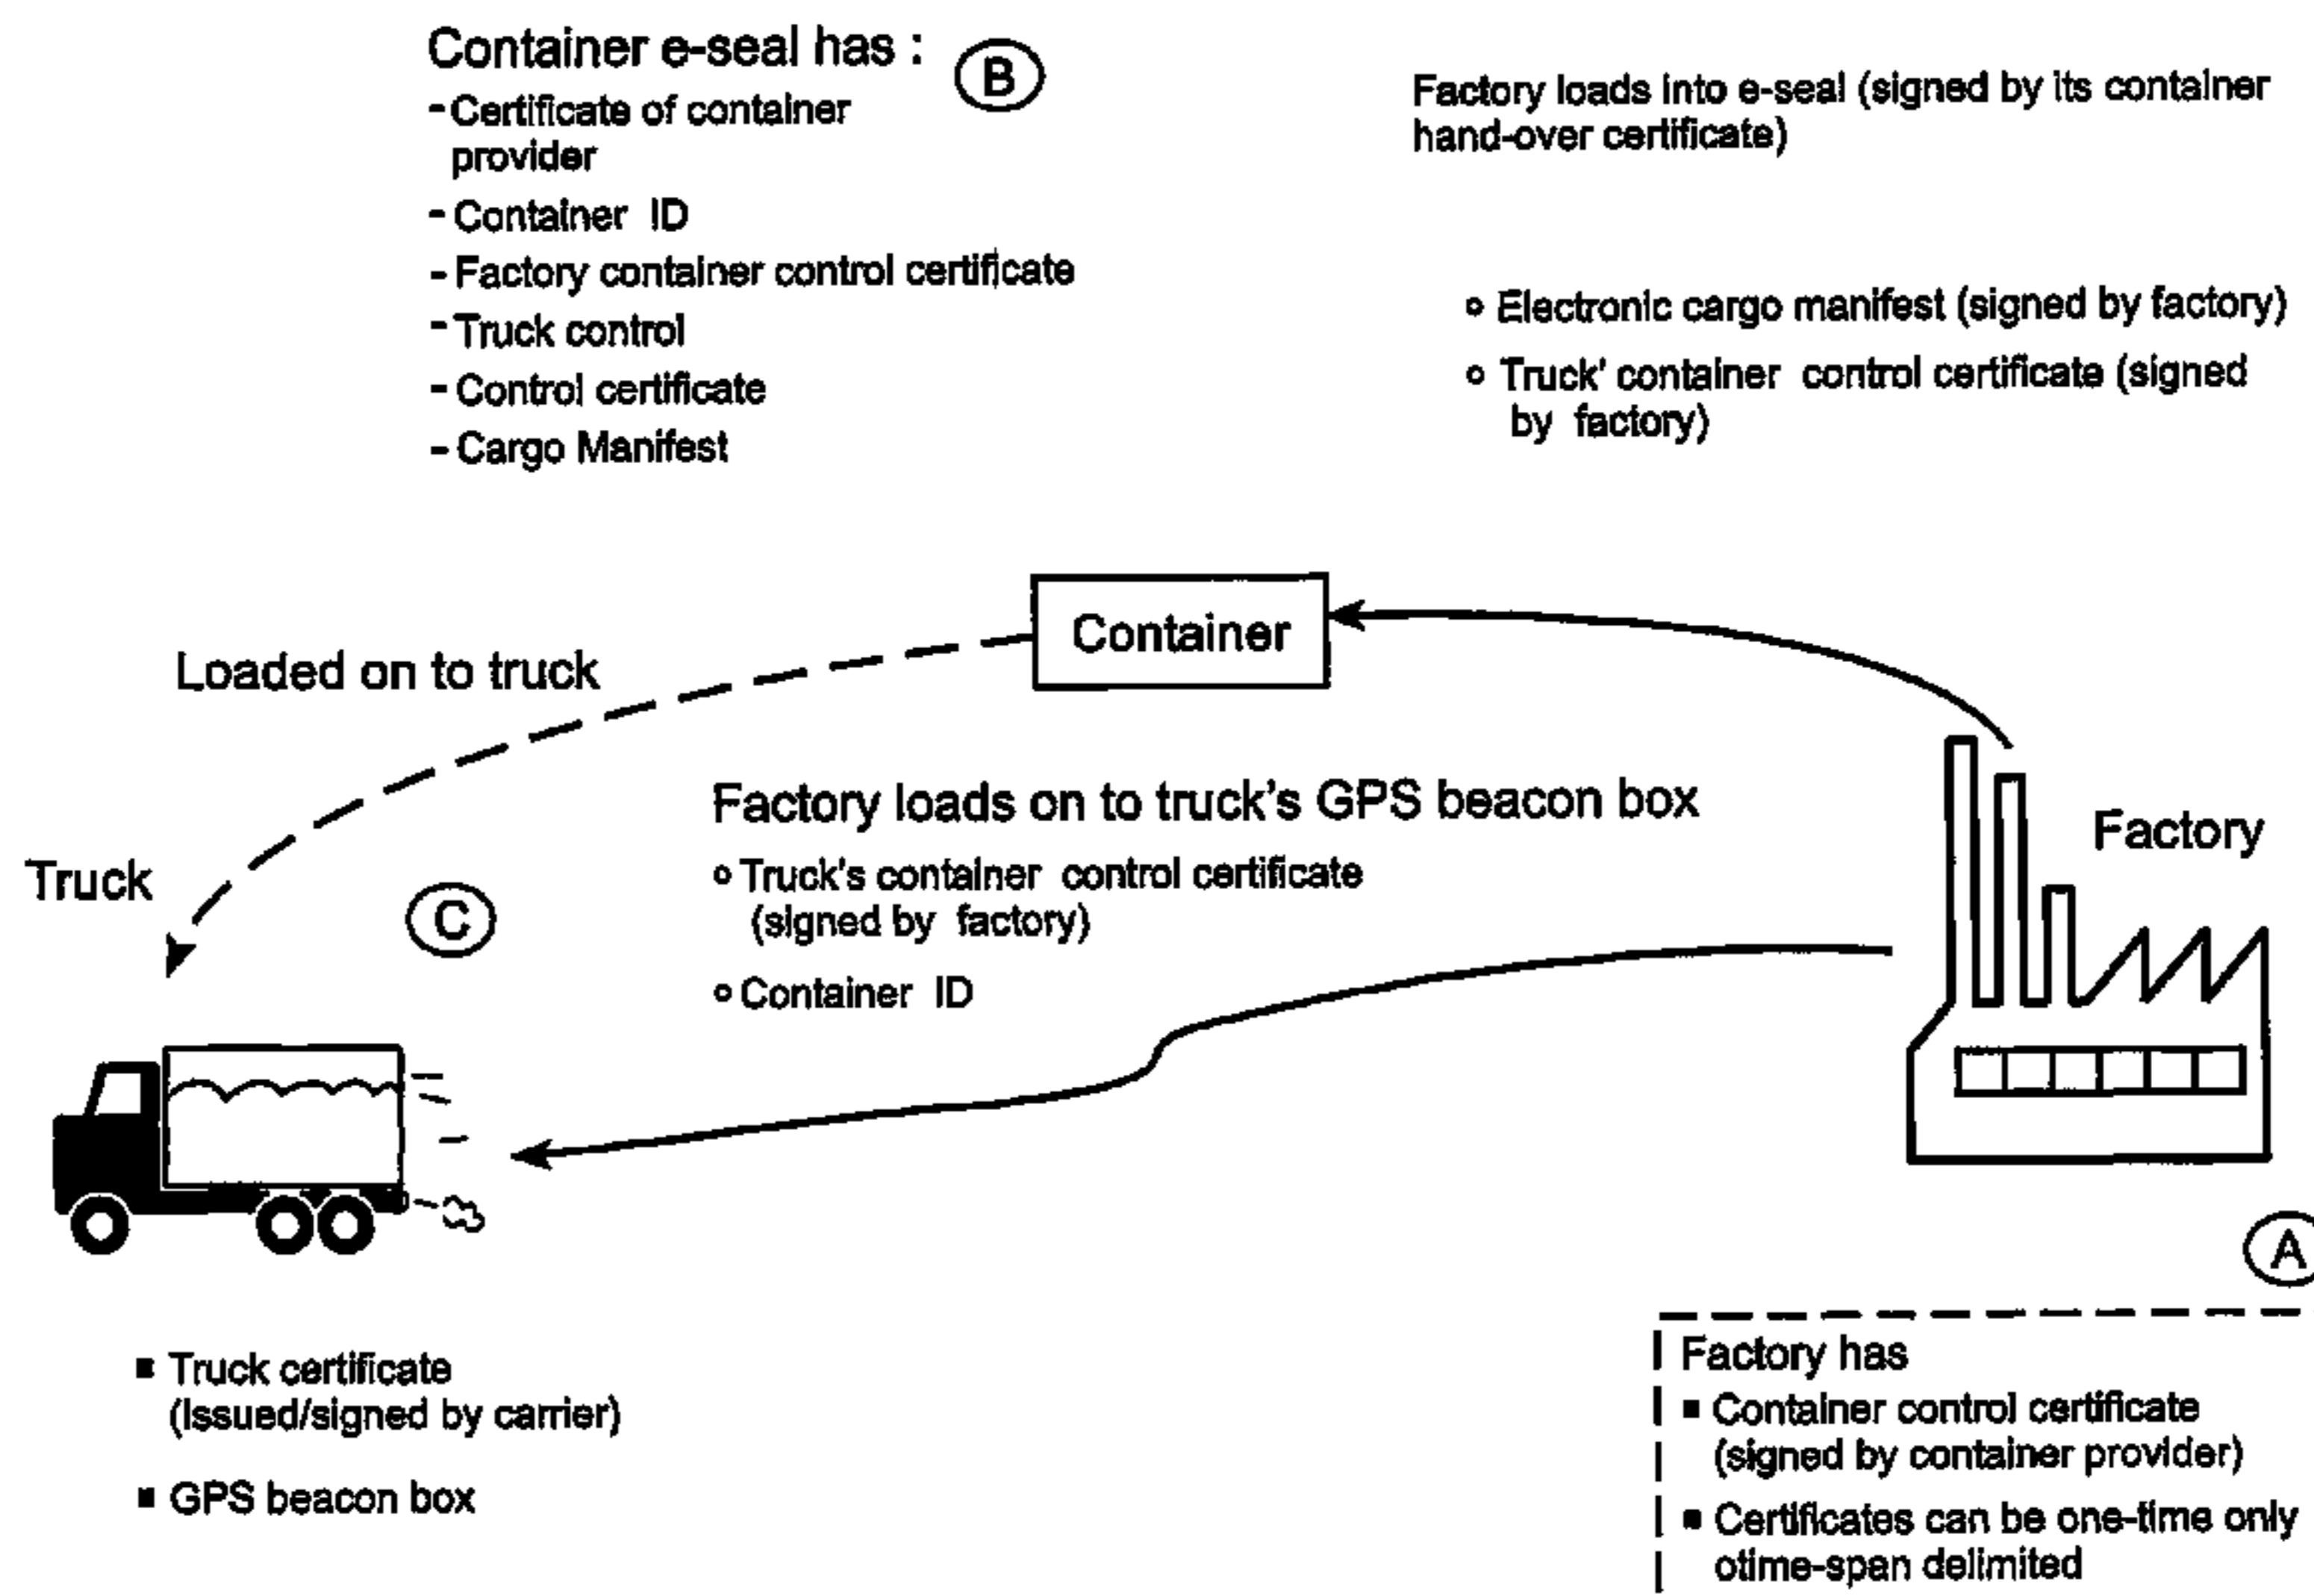 Container e-seal has :
B
-Certificate of container
provider
- Container ID
- Factory container control certificate
- Truck control
- Control certificate
- Cargo Manifest
Factory loads into e-seal (signed by its container
hand-over certificate)
o Electronic cargo manifest (signed by factory)
o Truck' container control certificate (signed
by factory)
Container
Loaded on to truck
Factory loads on to truck's GPS beacon box
o Truck's container control certificate
(signed by factory)
o Container ID
Factory
Truck
C
A
■ Truck certificate
(Issued/signed by carrier)
■ GPS beacon box
Factory has
■ Container control certificate
(signed by container provider)
■ Certificates can be one-time only
otime-span delimited